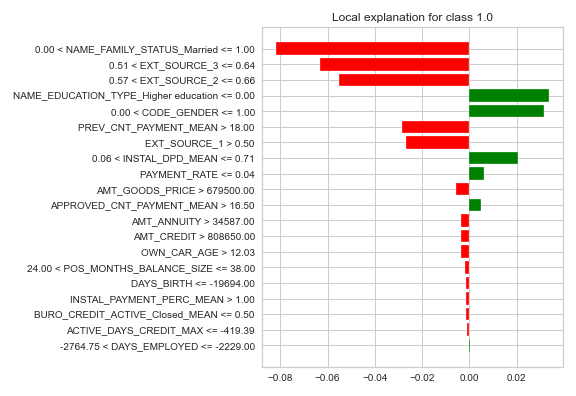 Local explanation for class 1.0
0.00 < NAME_FAMILY_STATUS_Married <= 1.00
0.51 < EXT_SOURCE_3 <= 0.64
0.57 < EXT_SOURCE_2 <= 0.66
NAME_EDUCATION_TYPE_Higher education <= 0.00
0.00 < CODE_GENDER <= 1.00
PREV_CNT_PAYMENT_MEAN > 18.00
EXT_SOURCE_1 > 0.50
0.06 < INSTAL_DPD_MEAN <= 0.71
PAYMENT_RATE <= 0.04
AMT_GOODS_PRICE > 679500.00
APPROVED_CNT_PAYMENT_MEAN > 16.50
AMT_ANNUITY > 34587.00
AMT_CREDIT > 808650.00
OWN_CAR_AGE > 12.03
24.00 < POS_MONTHS_BALANCE_SIZE <= 38.00
DAYS_BIRTH <= -19694.00
INSTAL_PAYMENT_PERC_MEAN > 1.00
BURO_CREDIT_ACTIVE_Closed_MEAN <= 0.50
ACTIVE_DAYS_CREDIT_MAX <= -419.39
-2764.75 < DAYS_EMPLOYED <= -2229.00
−0.08 −0.06 −0.04 −0.02 0.00 0.02